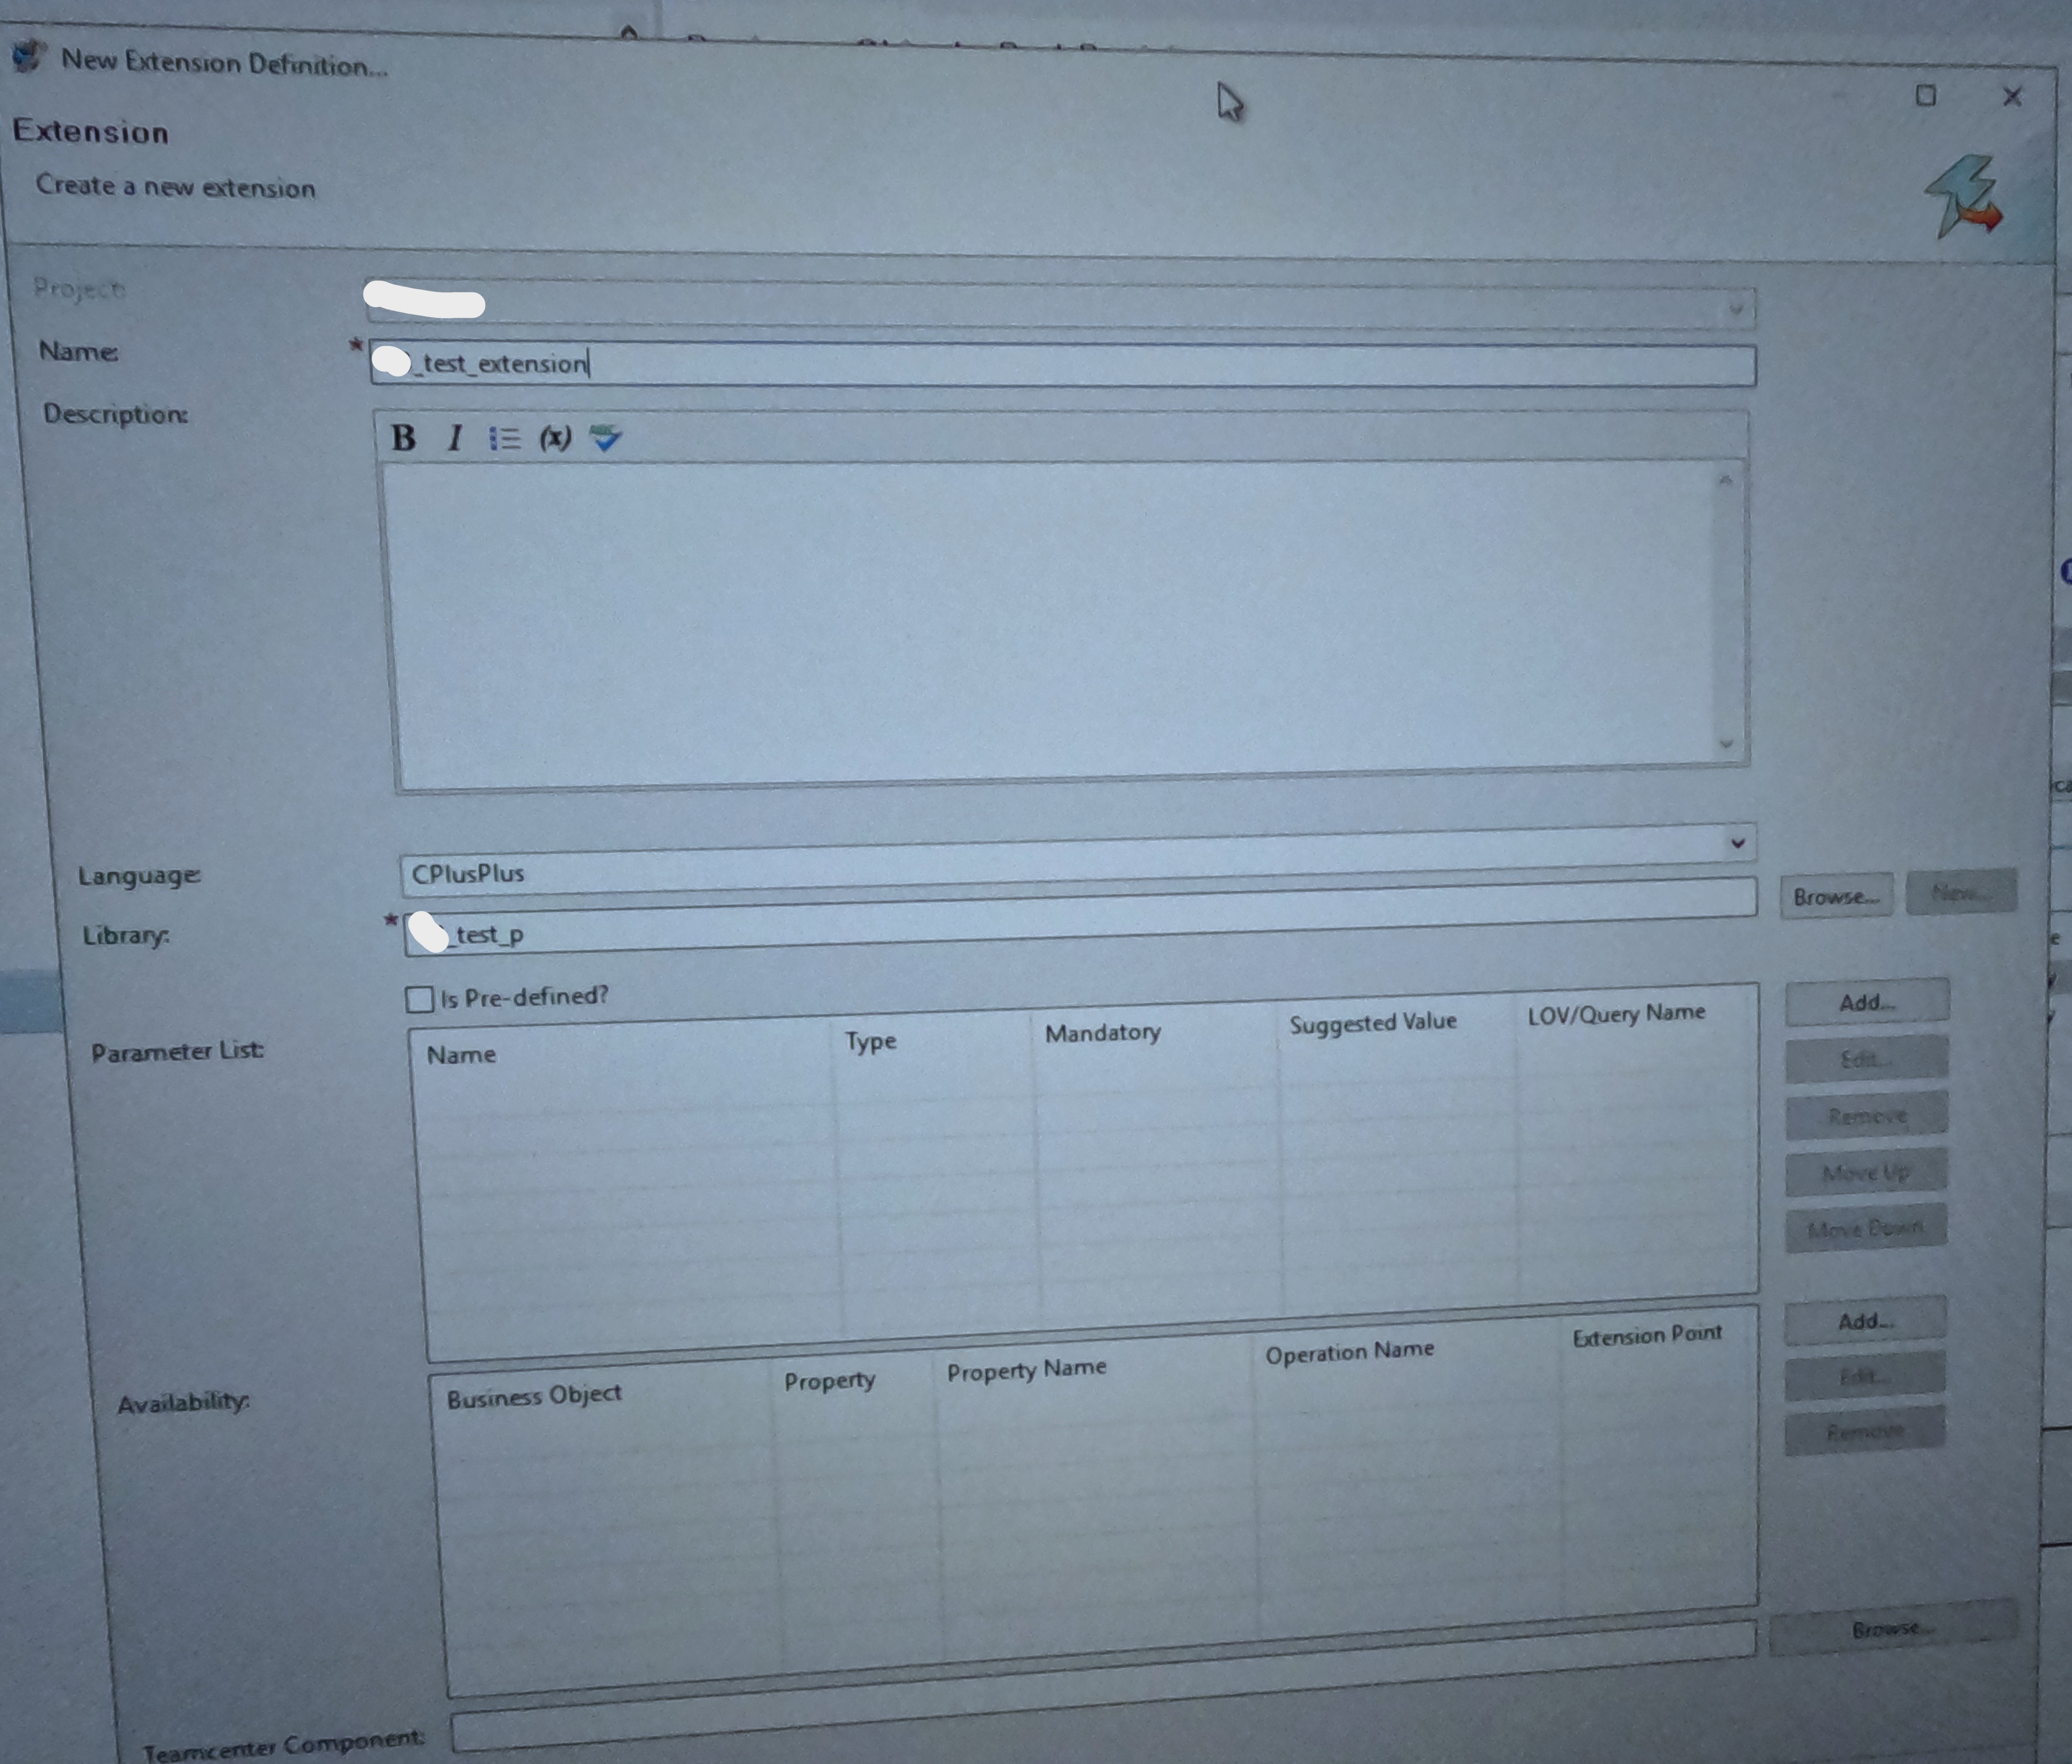 New Extension Definition...
Extension
Create a new extension
Project:
Name: * _test_extension
Description:
B I (x) ABC
Language: CPlusPlus
Library: * _test_p Browse... New...
Is Pre-defined?
Parameter List: Name Type Mandatory Suggested Value LOV/Query Name Add...
Edit...
Remove
Move Up
Move Down
Availability: Business Object Property Property Name Operation Name Extension Point Add...
Edit...
Remove
Teamcenter Component: Browse...